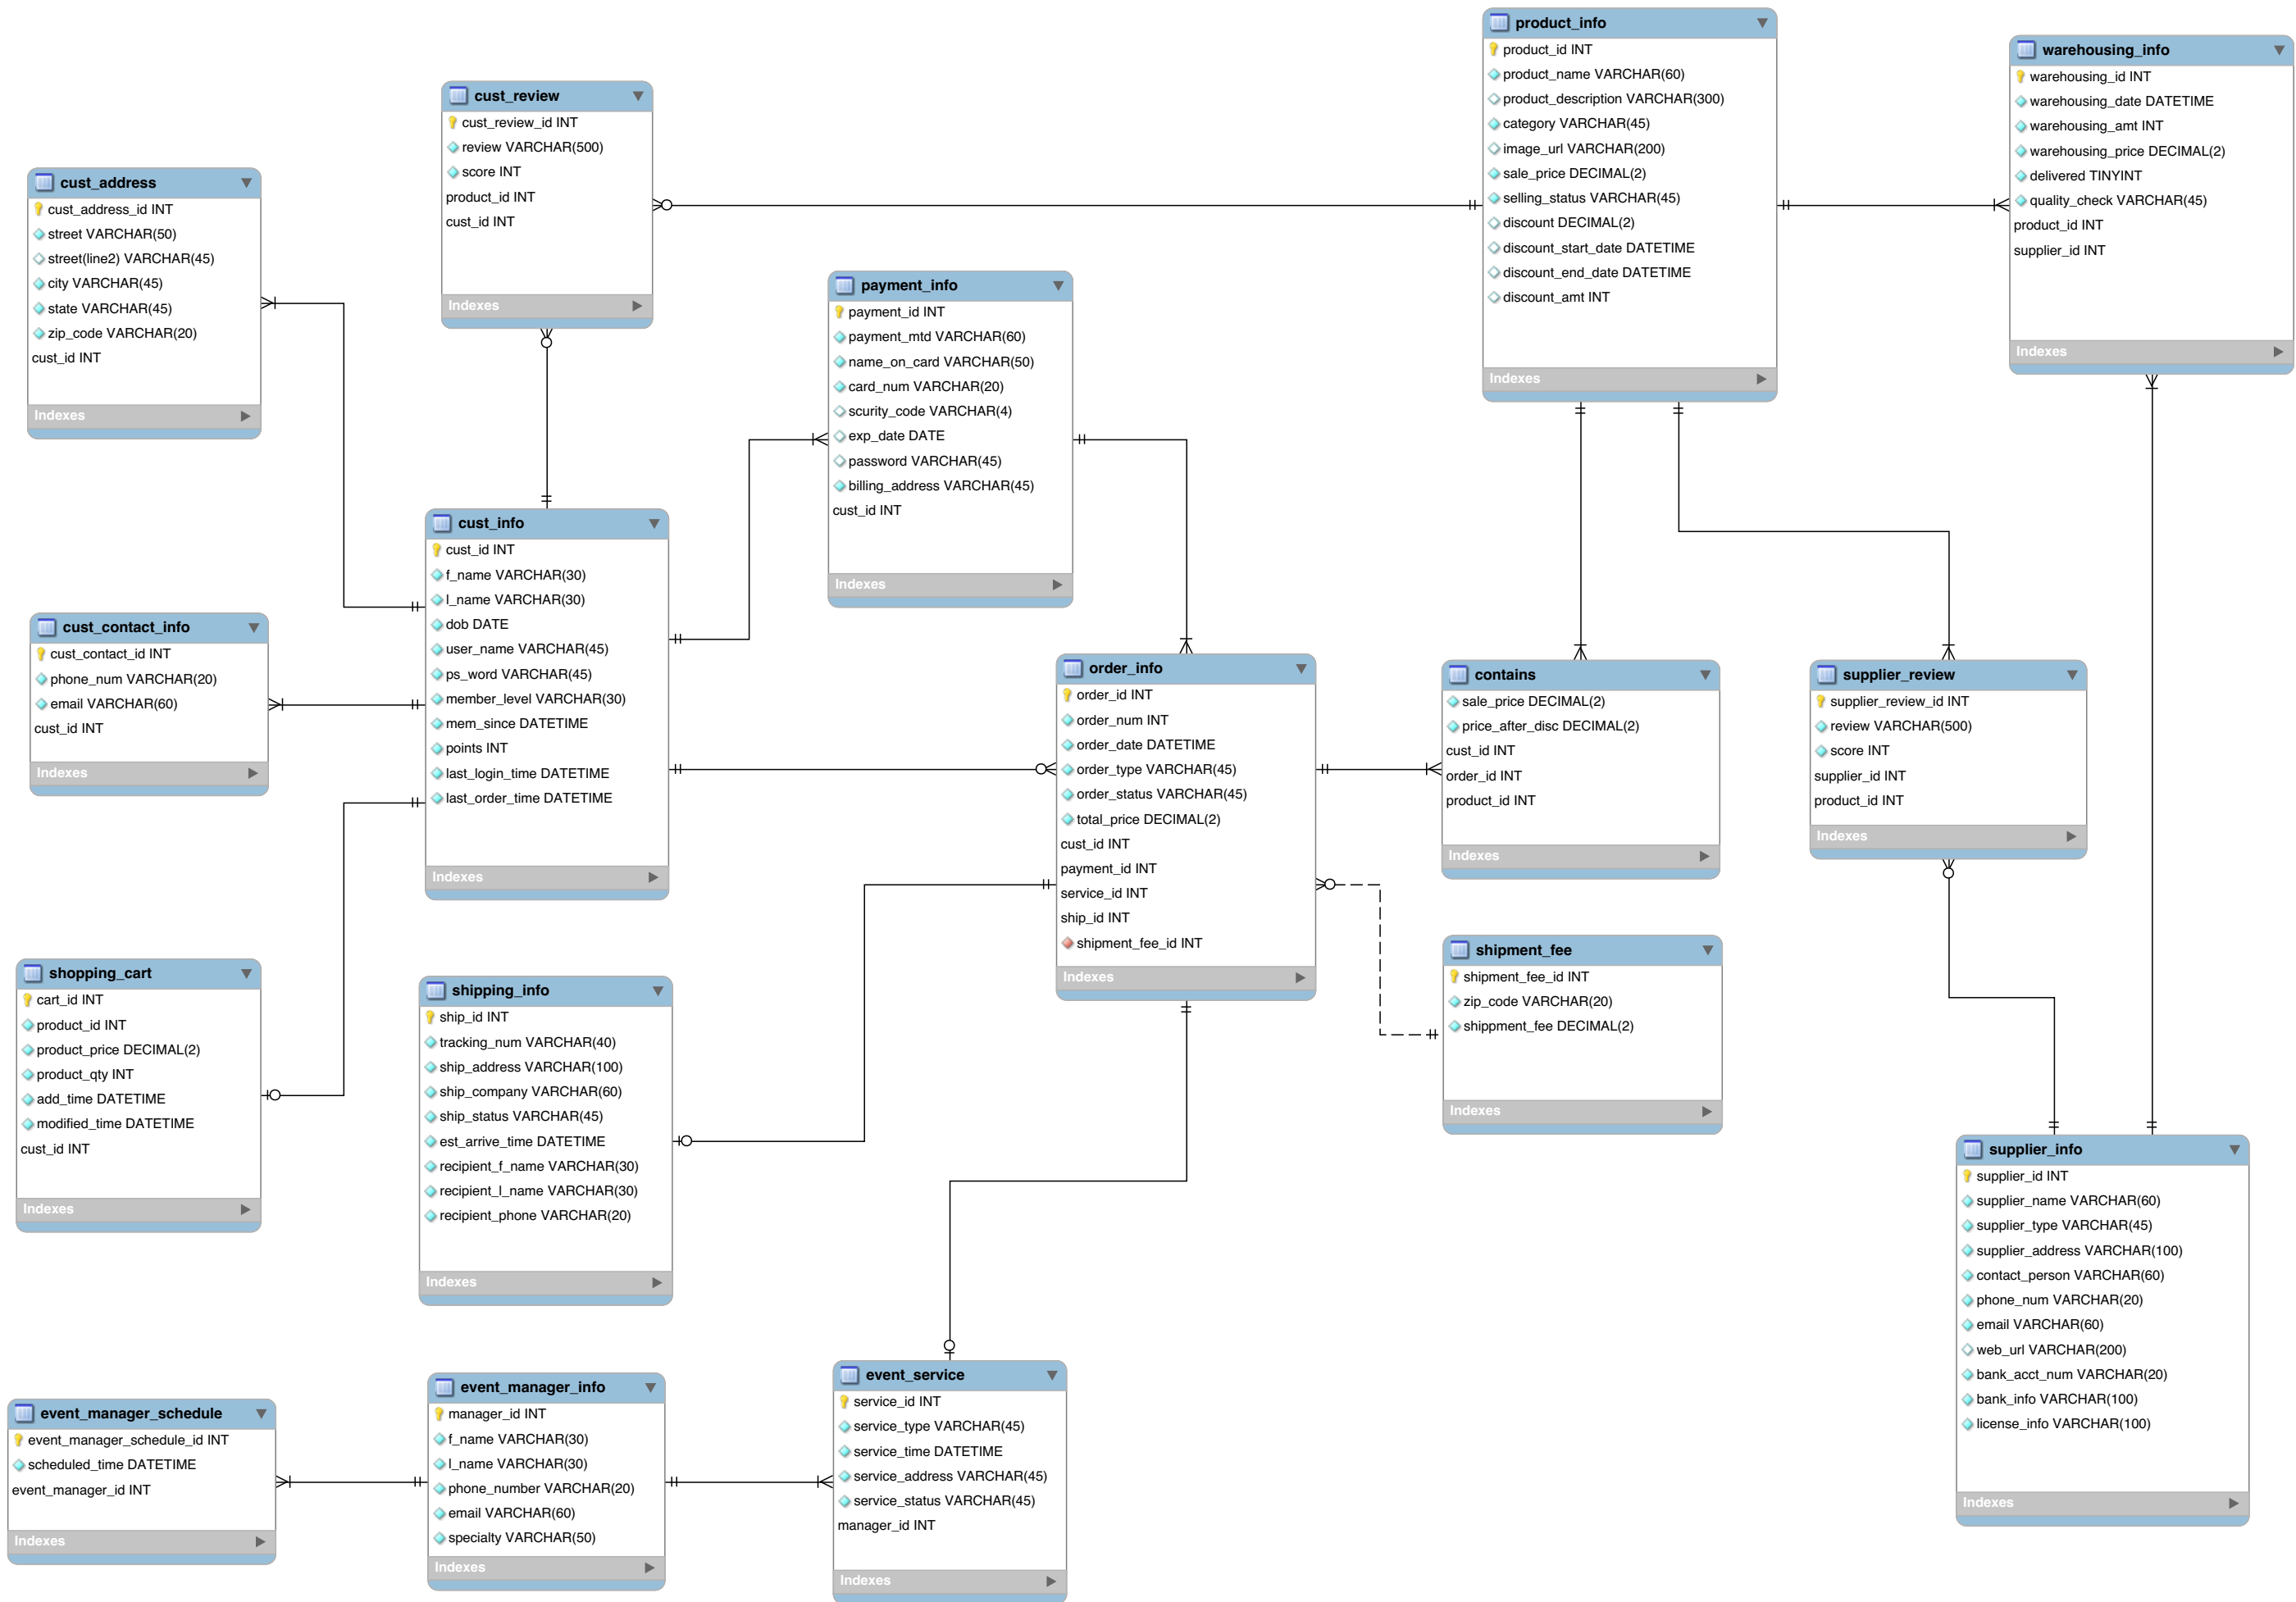 product_info
product_id INT
product_name VARCHAR(60)
product_description VARCHAR(300)
category VARCHAR(45)
image_url VARCHAR(200)
sale_price DECIMAL(2)
selling_status VARCHAR(45)
discount DECIMAL(2)
discount_start_date DATETIME
discount_end_date DATETIME
discount_amt INT
Indexes
warehousing_info
warehousing_id INT
warehousing_date DATETIME
warehousing_amt INT
warehousing_price DECIMAL(2)
delivered TINYINT
quality_check VARCHAR(45)
product_id INT
supplier_id INT
Indexes
cust_review
cust_review_id INT
review VARCHAR(500)
score INT
product_id INT
cust_id INT
Indexes
cust_address
cust_address_id INT
street VARCHAR(50)
street(line2) VARCHAR(45)
city VARCHAR(45)
state VARCHAR(45)
zip_code VARCHAR(20)
cust_id INT
Indexes
payment_info
payment_id INT
payment_mtd VARCHAR(60)
name_on_card VARCHAR(50)
card_num VARCHAR(20)
scurity_code VARCHAR(4)
exp_date DATE
password VARCHAR(45)
billing_address VARCHAR(45)
cust_id INT
Indexes
cust_info
cust_id INT
f_name VARCHAR(30)
l_name VARCHAR(30)
dob DATE
user_name VARCHAR(45)
ps_word VARCHAR(45)
member_level VARCHAR(30)
mem_since DATETIME
points INT
last_login_time DATETIME
last_order_time DATETIME
Indexes
cust_contact_info
cust_contact_id INT
phone_num VARCHAR(20)
email VARCHAR(60)
cust_id INT
Indexes
order_info
order_id INT
order_num INT
order_date DATETIME
order_type VARCHAR(45)
order_status VARCHAR(45)
total_price DECIMAL(2)
cust_id INT
payment_id INT
service_id INT
ship_id INT
shipment_fee_id INT
Indexes
contains
sale_price DECIMAL(2)
price_after_disc DECIMAL(2)
cust_id INT
order_id INT
product_id INT
Indexes
supplier_review
supplier_review_id INT
review VARCHAR(500)
score INT
supplier_id INT
product_id INT
Indexes
shopping_cart
cart_id INT
product_id INT
product_price DECIMAL(2)
product_qty INT
add_time DATETIME
modified_time DATETIME
cust_id INT
Indexes
shipping_info
ship_id INT
tracking_num VARCHAR(40)
ship_address VARCHAR(100)
ship_company VARCHAR(60)
ship_status VARCHAR(45)
est_arrive_time DATETIME
recipient_f_name VARCHAR(30)
recipient_l_name VARCHAR(30)
recipient_phone VARCHAR(20)
Indexes
shipment_fee
shipment_fee_id INT
zip_code VARCHAR(20)
shippment_fee DECIMAL(2)
Indexes
supplier_info
supplier_id INT
supplier_name VARCHAR(60)
supplier_type VARCHAR(45)
supplier_address VARCHAR(100)
contact_person VARCHAR(60)
phone_num VARCHAR(20)
email VARCHAR(60)
web_url VARCHAR(200)
bank_acct_num VARCHAR(20)
bank_info VARCHAR(100)
license_info VARCHAR(100)
Indexes
event_manager_schedule
event_manager_schedule_id INT
scheduled_time DATETIME
event_manager_id INT
Indexes
event_manager_info
manager_id INT
f_name VARCHAR(30)
l_name VARCHAR(30)
phone_number VARCHAR(20)
email VARCHAR(60)
specialty VARCHAR(50)
Indexes
event_service
service_id INT
service_type VARCHAR(45)
service_time DATETIME
service_address VARCHAR(45)
service_status VARCHAR(45)
manager_id INT
Indexes